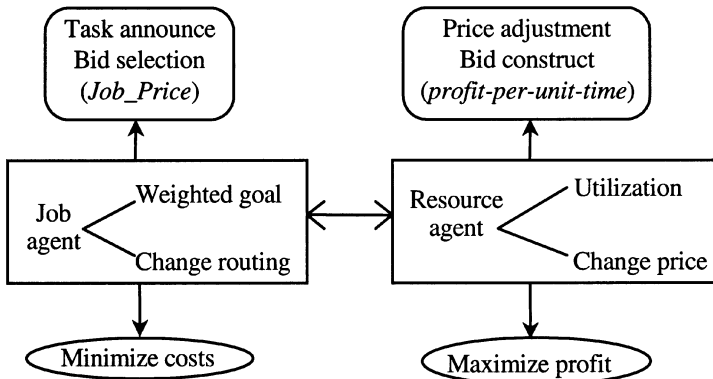 Task announce
Bid selection
(Job_Price)
Price adjustment
Bid construct
(profit-per-unit-time)
Job
agent
Weighted goal
Change routing
Resource
agent
Utilization
Change price
Minimize costs
Maximize profit